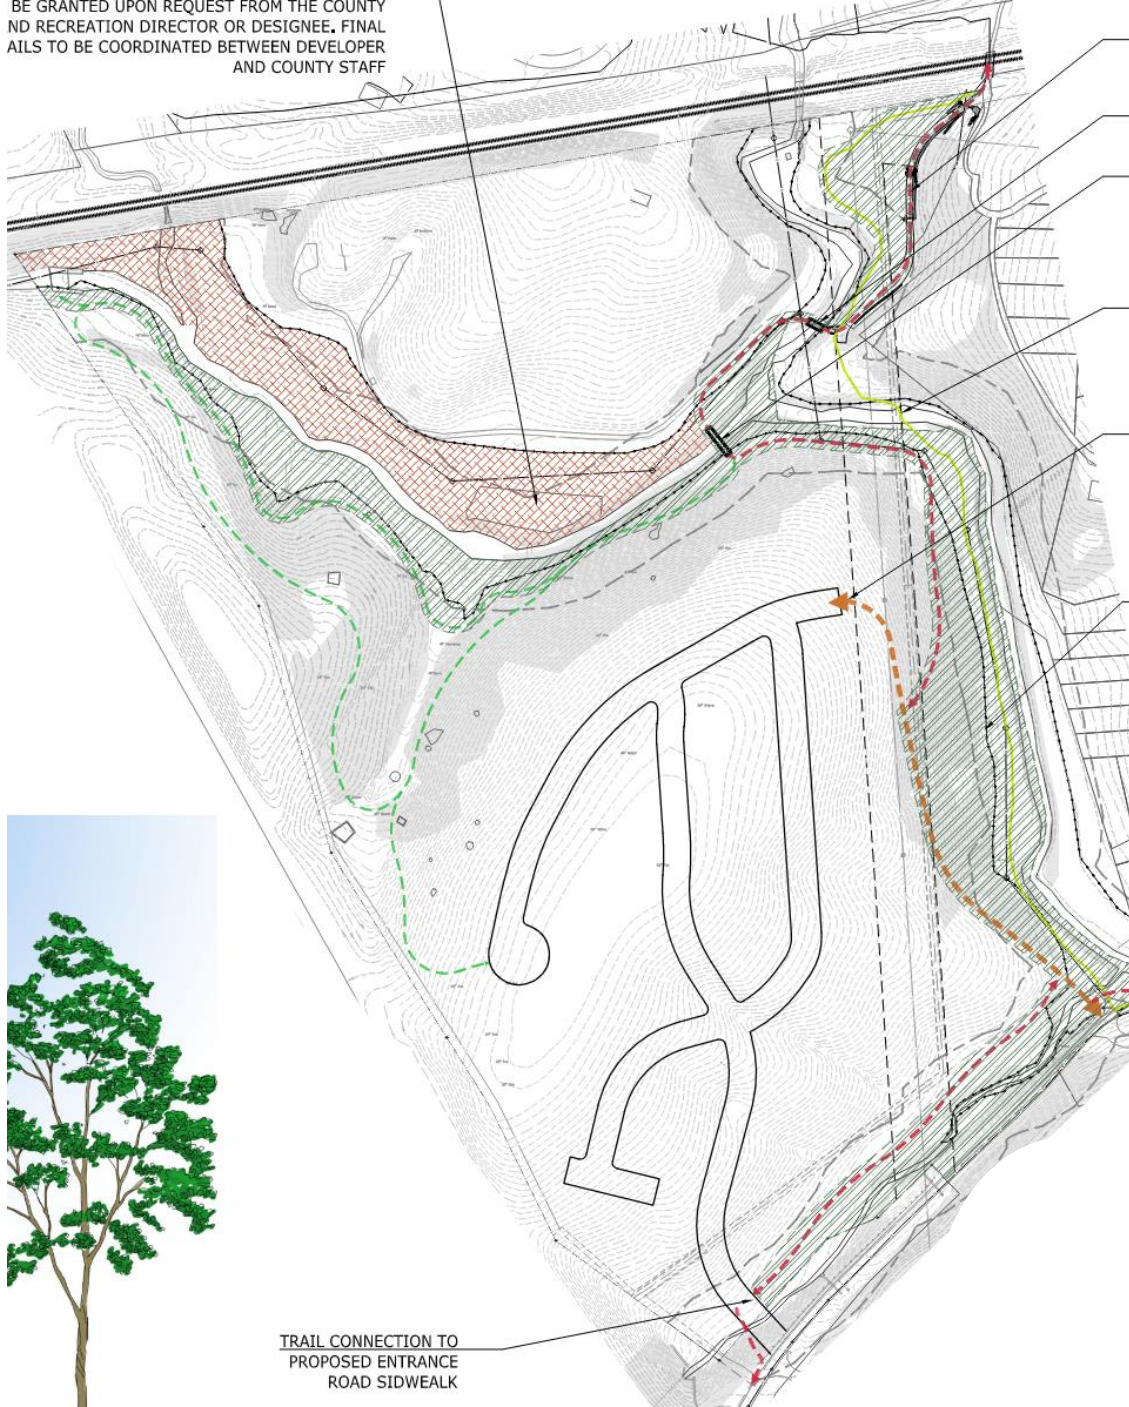 BE GRANTED UPON REQUEST FROM THE COUNTY
ND RECREATION DIRECTOR OR DESIGNEE. FINAL
AILS TO BE COORDINATED BETWEEN DEVELOPER
AND COUNTY STAFF
TRAIL CONNECTION TO
PROPOSED ENTRANCE
ROAD SIDWEALK